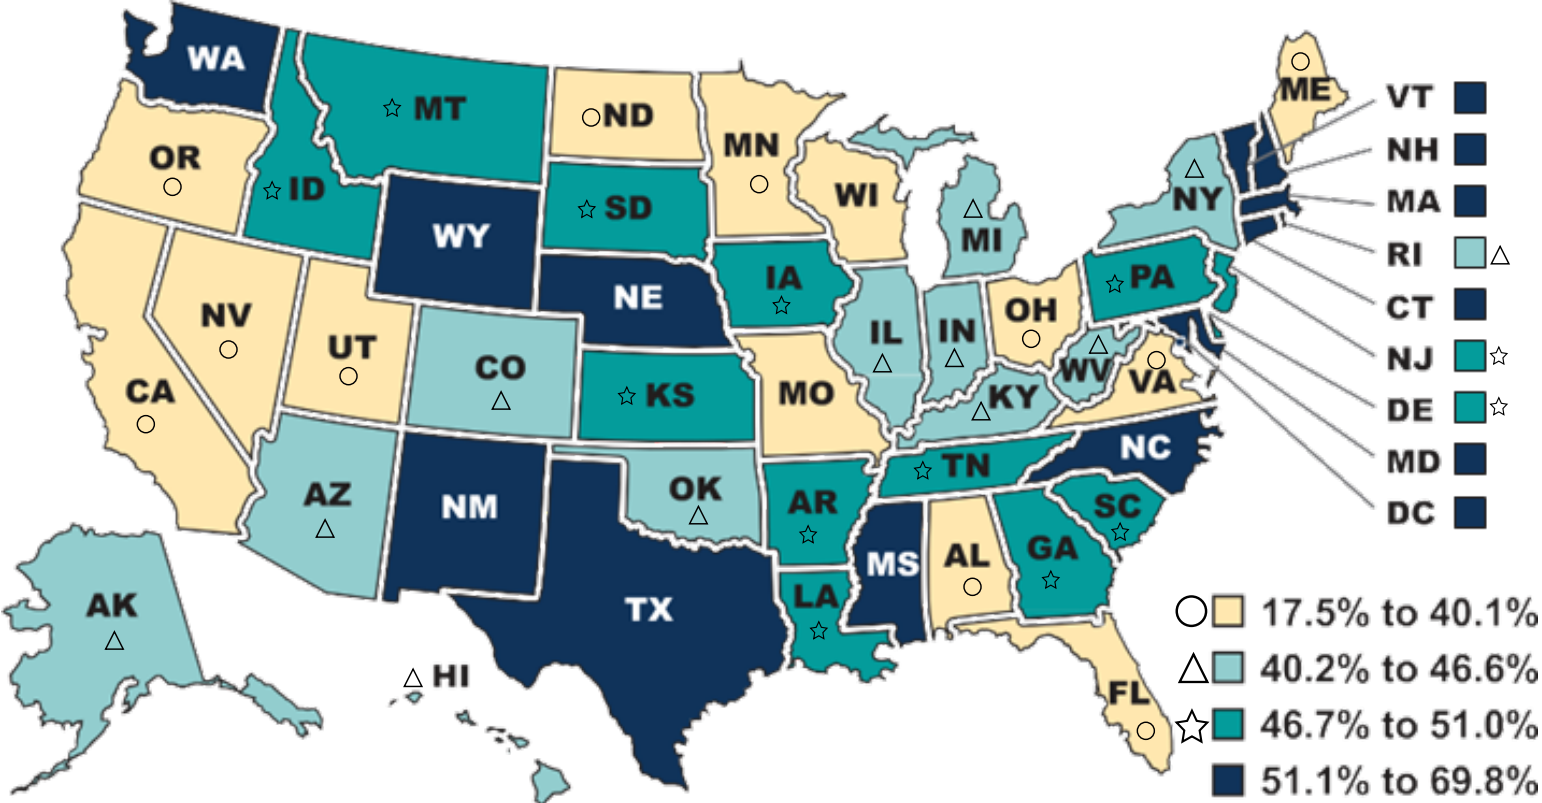 WA
MT
ND
MN
ME
OR
ID
SD
WI
NY
MI
WY
IA
PA
NE
NV
UT
CO
IL
IN
OH
WV
VA
CA
KS
MO
KY
NC
TN
AZ
NM
OK
AR
SC
MS
AL
GA
LA
TX
AK
HI
FL
VT
NH
MA
RI
CT
NJ
DE
MD
DC
17.5% to 40.1%
40.2% to 46.6%
46.7% to 51.0%
51.1% to 69.8%